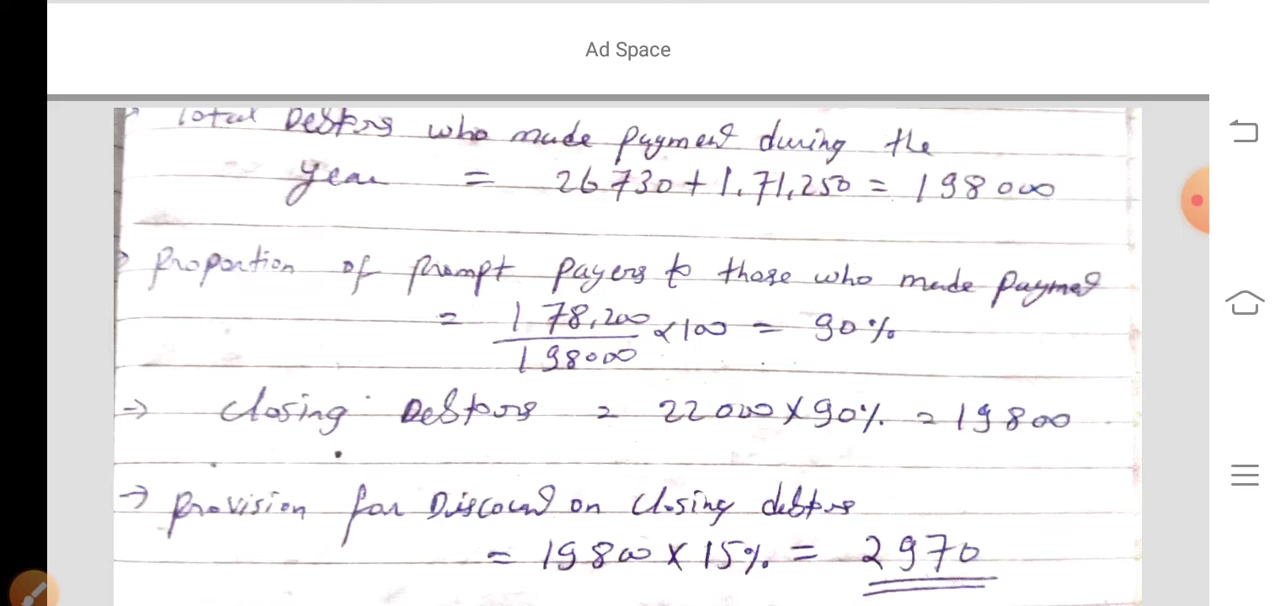 Ad Space
Total Debtors who made payment during the
year = 26730 + 1,71,250 = 198000
Proportion of prompt payers to those who made payment
= 178,200 x 100 = 90%
198000
⇒ closing Debtors = 22000 × 90% = 19800
→ Provision for Discount on closing debtors
= 19800 × 15% = 2970